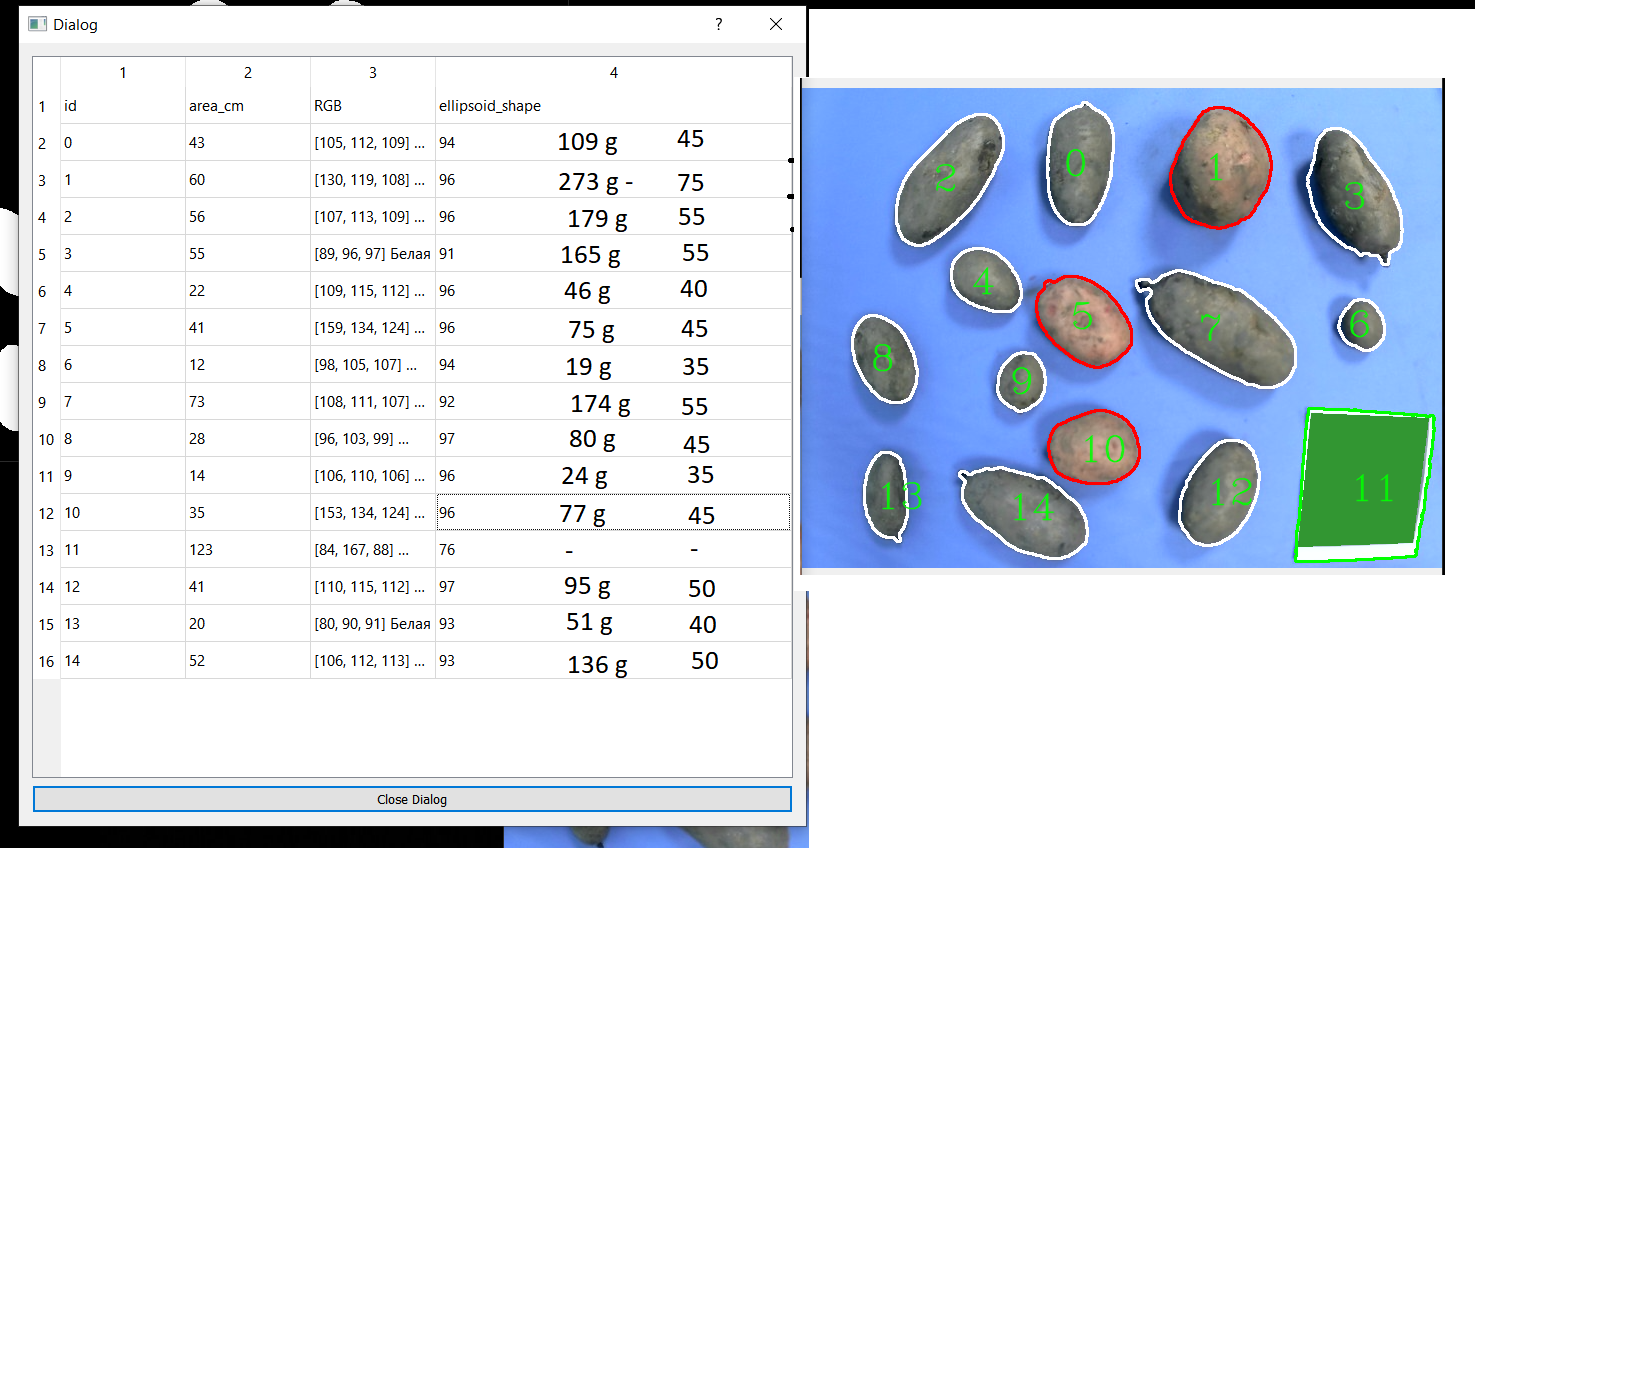 Dialog ?
1 2 3 4
1 id area_cm RGB ellipsoid_shape
2 0 43 [105, 112, 109] ... 94 109 g 45
3 1 60 [130, 119, 108] ... 96 273 g - 75
4 2 56 [107, 113, 109] ... 96 179 g 55
5 3 55 [89, 96, 97] Белая 91 165 g 55
6 4 22 [109, 115, 112] ... 96 46 g 40
7 5 41 [159, 134, 124] ... 96 75 g 45
8 6 12 [98, 105, 107] ... 94 19 g 35
9 7 73 [108, 111, 107] ... 92 174 g 55
10 8 28 [96, 103, 99] ... 97 80 g 45
11 9 14 [106, 110, 106] ... 96 24 g 35
12 10 35 [153, 134, 124] ... 96 77 g 45
13 11 123 [84, 167, 88] ... 76 - -
14 12 41 [110, 115, 112] ... 97 95 g 50
15 13 20 [80, 90, 91] Белая 93 51 g 40
16 14 52 [106, 112, 113] ... 93 136 g 50
Close Dialog
2 0 1 3
4 5 7 6
8 9
10
13 14 12 11